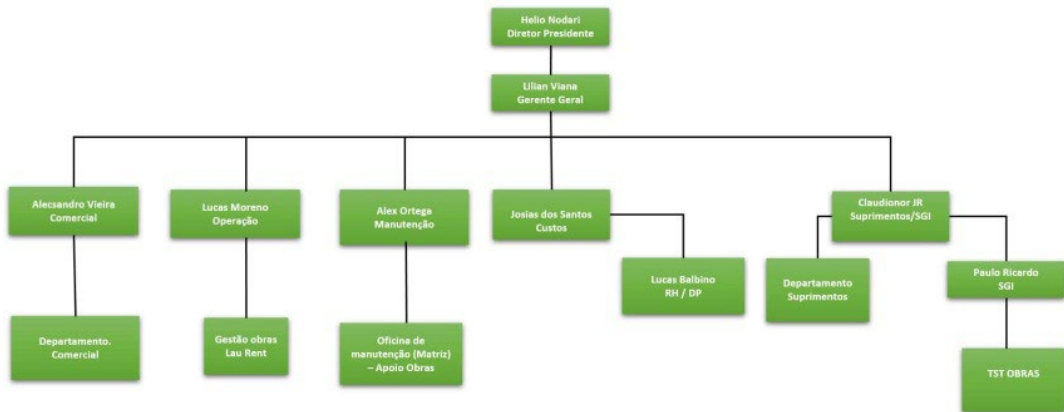 Helio Nodari
Diretor Presidente
Lilian Viana
Gerente Geral
Alecsandro Vieira
Comercial
Lucas Moreno
Operação
Alex Ortega
Manutenção
Josias dos Santos
Custos
Claudionor JR
Suprimentos/SGI
Lucas Balbino
RH / DP
Departamento
Suprimentos
Paulo Ricardo
SGI
Departamento.
Comercial
Gestão obras
Lau Rent
Oficina de
manutenção (Matriz)
– Apoio Obras
TST OBRAS